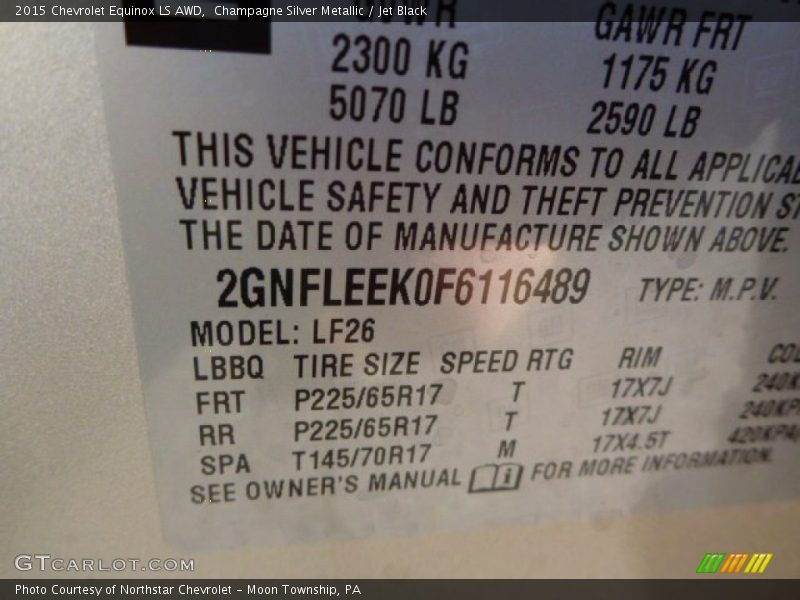 2015 Chevrolet Equinox LS AWD,  Champagne Silver Metallic / Jet Black
GVWR GAWR FRT
2300 KG 1175 KG
5070 LB 2590 LB
THIS VEHICLE CONFORMS TO ALL
VEHICLE SAFETY AND THEFT PREVENTION
THE DATE OF MANUFACTURE SHOWN ABOVE.
2GNFLEEK0F6116489 TYPE: M.P.V.
MODEL: LF26
LBBQ TIRE SIZE SPEED RTG RIM
FRT P225/65R17 T 17X7J
RR P225/65R17 T 17X7J
SPA T145/70R17 M 17X4.5T
SEE OWNER'S MANUAL i FOR MORE INFORMATION.
GTCARLOT.COM
Photo Courtesy of Northstar Chevrolet - Moon Township, PA